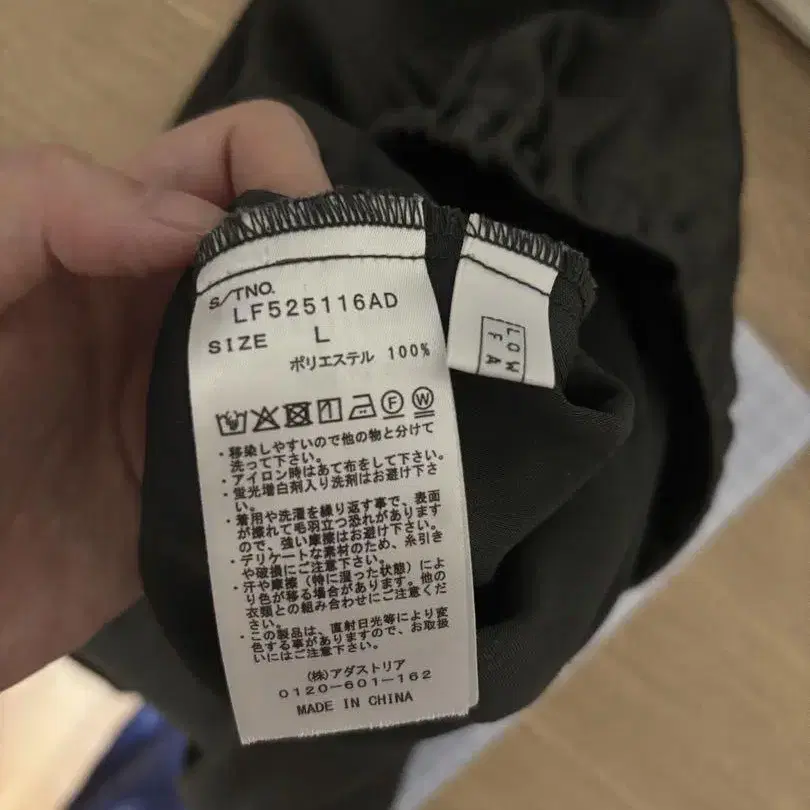 S/TNO.
LF525116AD
SIZE L
ポリエステル 100%
F W
・移染しやすいので他の物と分けて
洗って下さい。
・アイロン時はあて布をして下さい。
・蛍光増白剤入り洗剤はお避け下さ
い。
・着用や洗濯を繰り返す事で、表面
が擦れて毛羽立つ恐れがあります
ので、強い摩擦はお避け下さい。
・デリケートな素材のため、糸引き
や破損にご注意下さい。
・汗や摩擦（特に湿った状態）によ
り色が移る場合があります。他の
衣類との組み合わせにご注意下
さい。
・この製品は、直射日光等により変
色する事がありますので、お取扱
いにはご注意下さい。
(株)アダストリア
0120-601-162
MADE IN CHINA
LOW
F A